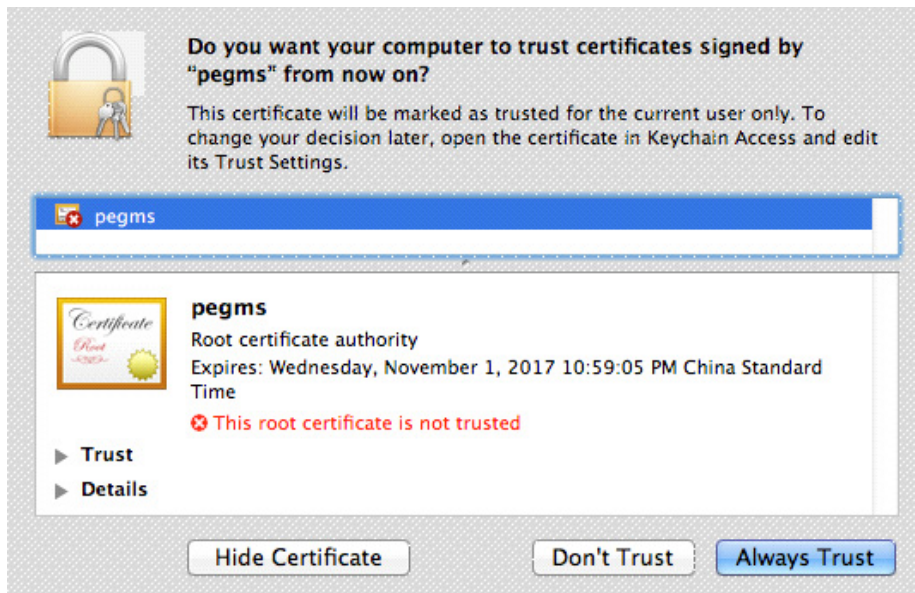 Do you want your computer to trust certificates signed by
“pegms” from now on?
This certificate will be marked as trusted for the current user only. To
change your decision later, open the certificate in Keychain Access and edit
its Trust Settings.
pegms
Certificate
Root
pegms
Root certificate authority
Expires: Wednesday, November 1, 2017 10:59:05 PM China Standard
Time
This root certificate is not trusted
Trust
Details
Hide Certificate Don't Trust Always Trust